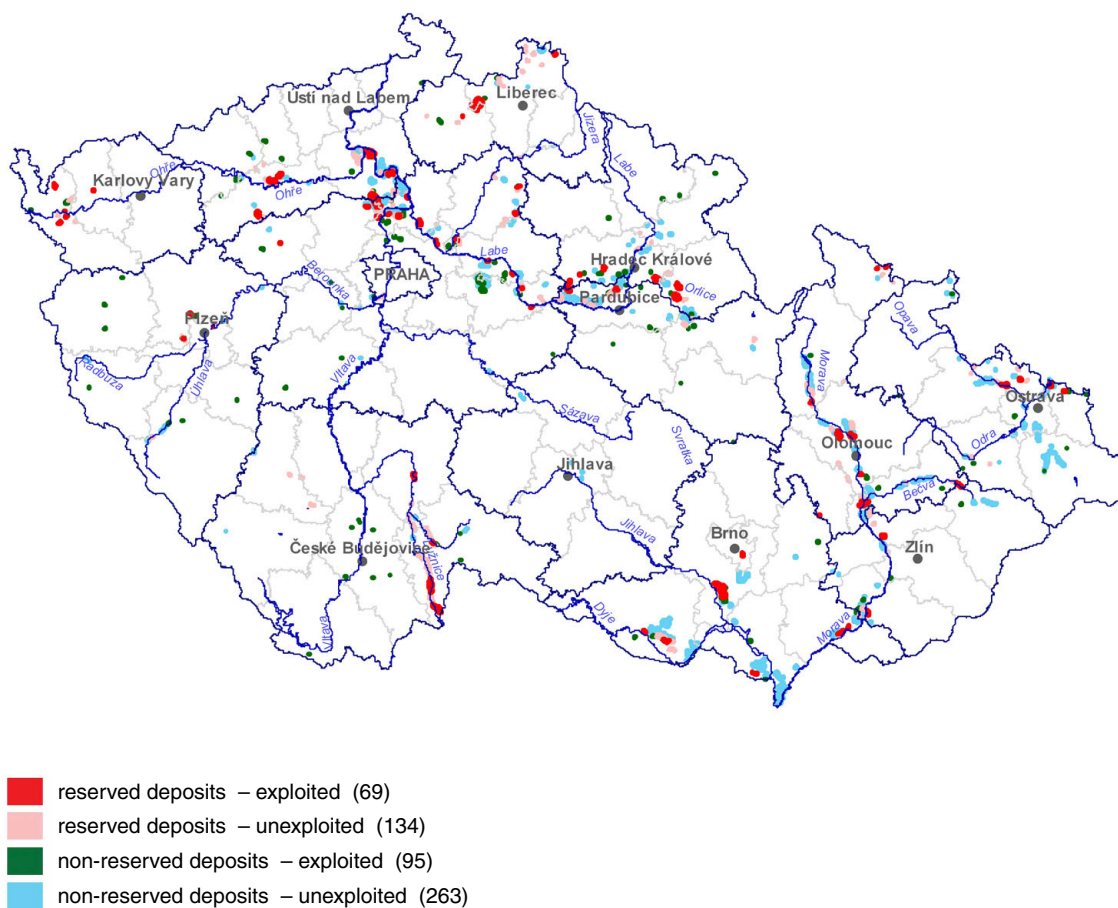 Ústí nad Labem
Liberec
Jizera
Labe
Ohře
Karlovy Vary
Ohře
Labe
Hradec Králové
PRAHA
Berounka
Orlice
Pardubice
Plzeň
Opava
Radbuza
Úhlava
Vltava
Morava
Sázava
Ostrava
Svratka
Olomouc
Odra
Jihlava
Bečva
Jihlava
Brno
České Budějovice
Zlín
Lužnice
Dyje
Vltava
Morava
reserved deposits – exploited (69)
reserved deposits – unexploited (134)
non-reserved deposits – exploited (95)
non-reserved deposits – unexploited (263)